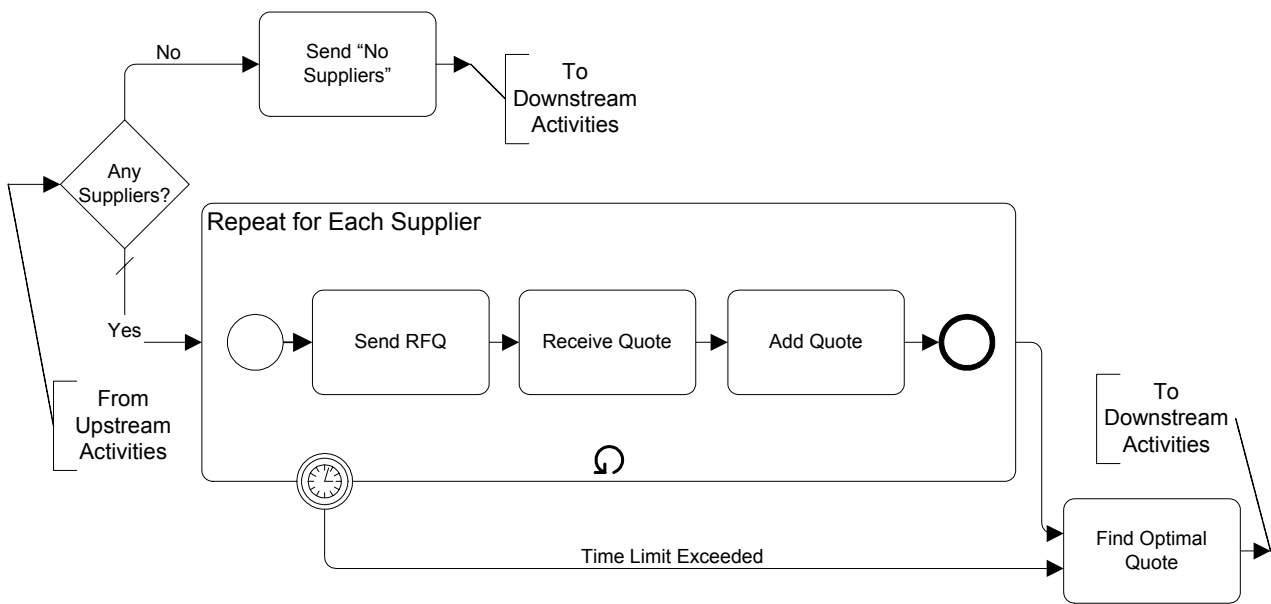 No
Send “No
Suppliers”
To
Downstream
Activities
Any
Suppliers?
Repeat for Each Supplier
Yes
Send RFQ
Receive Quote
Add Quote
From
Upstream
Activities
To
Downstream
Activities
Time Limit Exceeded
Find Optimal
Quote